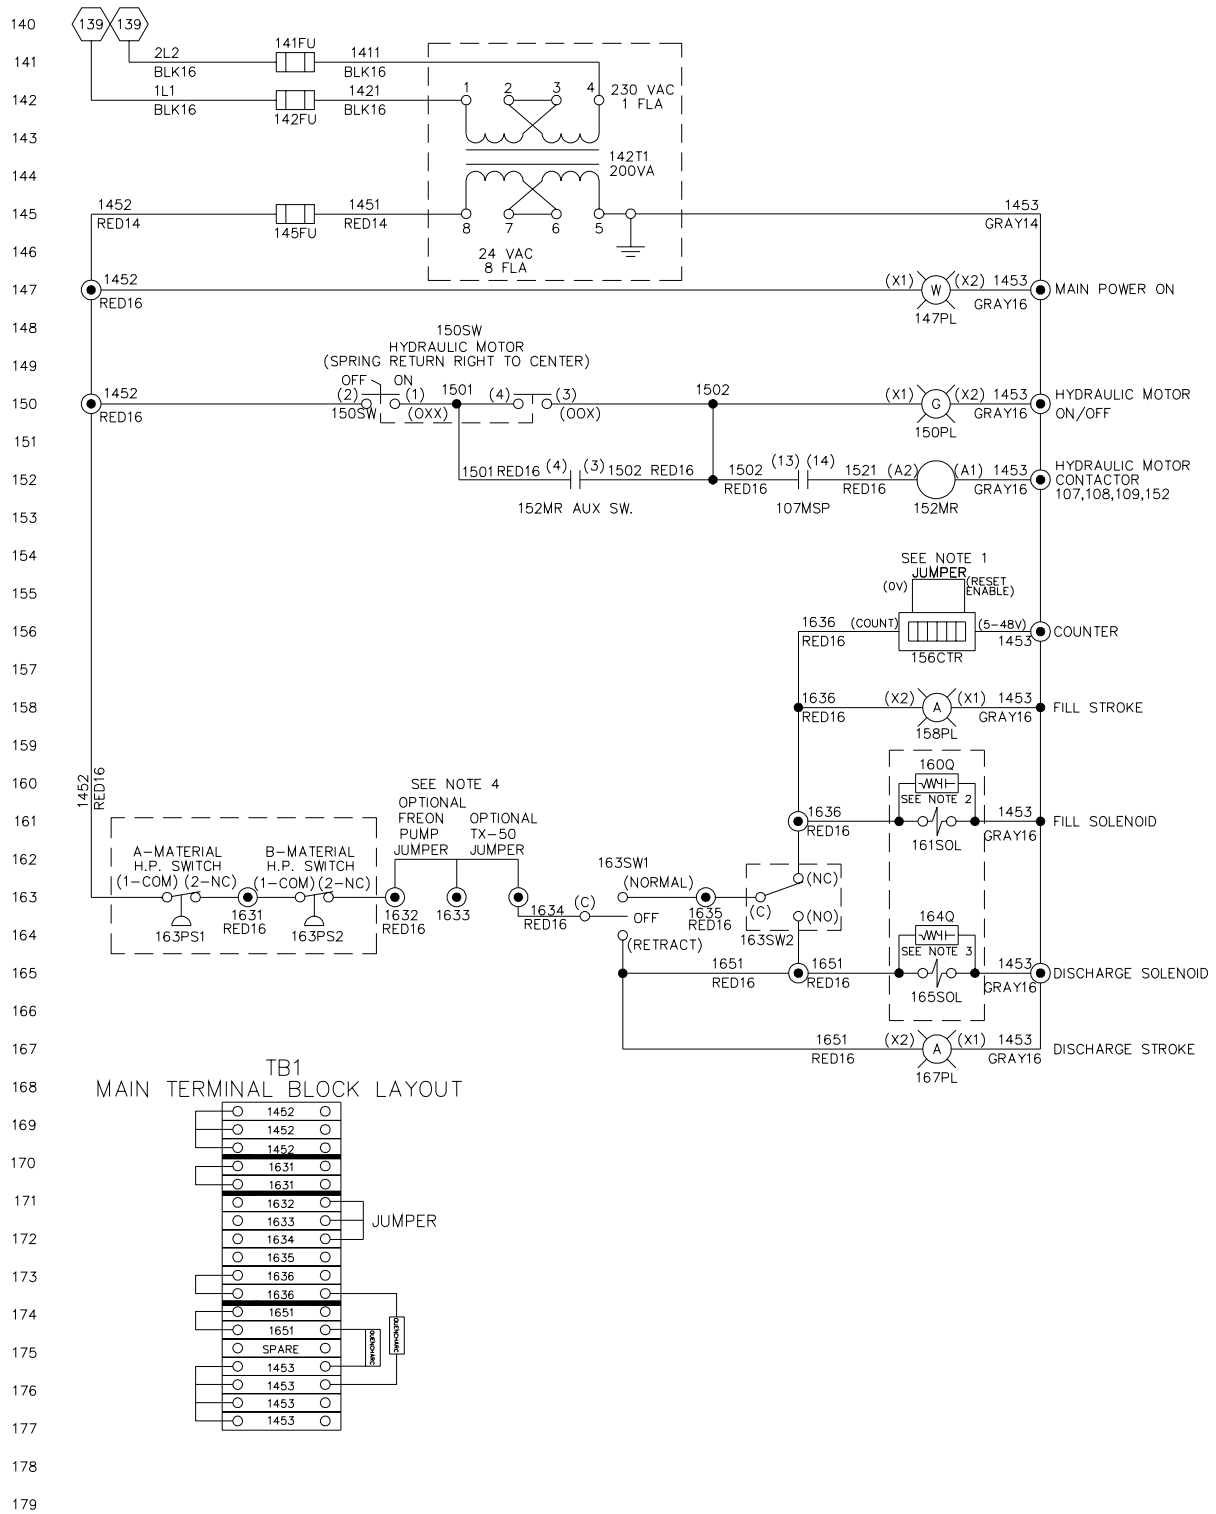 140
139 139
141FU
2L2 1411
141
BLK16 BLK16
1L1 1421
142
BLK16 BLK16
142FU
1 2 3 4
230 VAC
1 FLA
143
142T1
200VA
144
145
1452 1451 1453
RED14 RED14 GRAY14
145FU
8 7 6 5
24 VAC
8 FLA
146
147
1452 (X1) W (X2) 1453 MAIN POWER ON
RED16 GRAY16
147PL
148
150SW
HYDRAULIC MOTOR
(SPRING RETURN RIGHT TO CENTER)
149
OFF ON
150
1452 (2) (1) 1501 (4) (3) 1502 (X1) G (X2) 1453 HYDRAULIC MOTOR
RED16 150SW (OXX) (OOX) GRAY16 ON/OFF
150PL
151
152
1501 RED16 (4) (3) 1502 RED16 1502 (13) (14) 1521 (A2) (A1) 1453 HYDRAULIC MOTOR
RED16 RED16 GRAY16 CONTACTOR
107,108,109,152
152MR AUX SW. 107MSP 152MR
153
154
SEE NOTE 1
JUMPER
155
(0V) (RESET
ENABLE)
156
1636 (COUNT) (5-48V) COUNTER
RED16 1453
156CTR
157
158
1636 (X2) A (X1) 1453 FILL STROKE
RED16 GRAY16
158PL
159
160
1452
RED16
SEE NOTE 4
160Q
SEE NOTE 2
161
OPTIONAL
FREON
PUMP
JUMPER
OPTIONAL
TX-50
JUMPER
1636 1453 FILL SOLENOID
RED16 GRAY16
161SOL
162
A-MATERIAL B-MATERIAL
H.P. SWITCH H.P. SWITCH
163SW1
163
(1-COM) (2-NC) (1-COM) (2-NC) (NORMAL) (NC)
1631 1632 1633 1634 (C) OFF 1635 (C)
RED16 RED16 RED16 RED16
163PS1 163PS2
(NO)
164
(RETRACT) 163SW2
164Q
SEE NOTE 3
165
1651 1651 1453 DISCHARGE SOLENOID
RED16 RED16 GRAY16
165SOL
166
167
1651 (X2) A (X1) 1453 DISCHARGE STROKE
RED16 GRAY16
167PL
TB1
168
MAIN TERMINAL BLOCK LAYOUT
169
1452
1452
1452
170
1631
1631
171
1632
1633 JUMPER
172
1634
1635
173
1636
1636
174
1651
1651
QUENCHARC QUENCHARC
175
SPARE
1453
176
1453
1453
177
1453
178
179